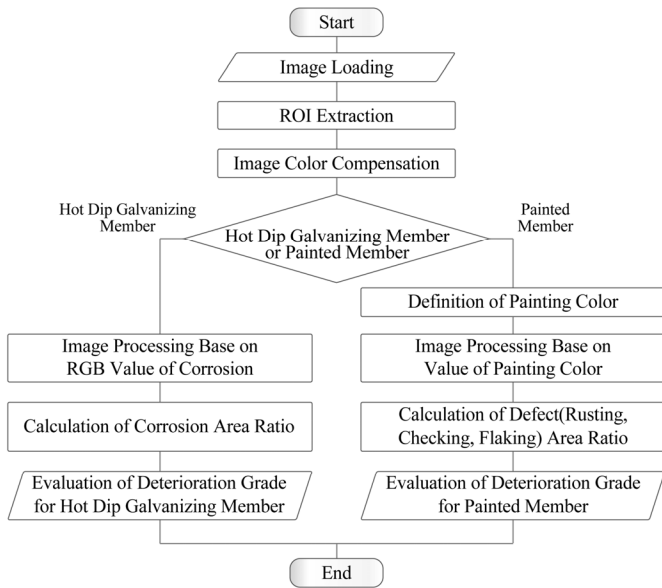 Start
Image Loading
ROI Extraction
Image Color Compensation
Hot Dip Galvanizing
Member
Painted
Member
Hot Dip Galvanizing Member
or Painted Member
Definition of Painting Color
Image Processing Base on
RGB Value of Corrosion
Image Processing Base on
Value of Painting Color
Calculation of Corrosion Area Ratio
Calculation of Defect(Rusting,
Checking, Flaking) Area Ratio
Evaluation of Deterioration Grade
for Hot Dip Galvanizing Member
Evaluation of Deterioration Grade
for Painted Member
End